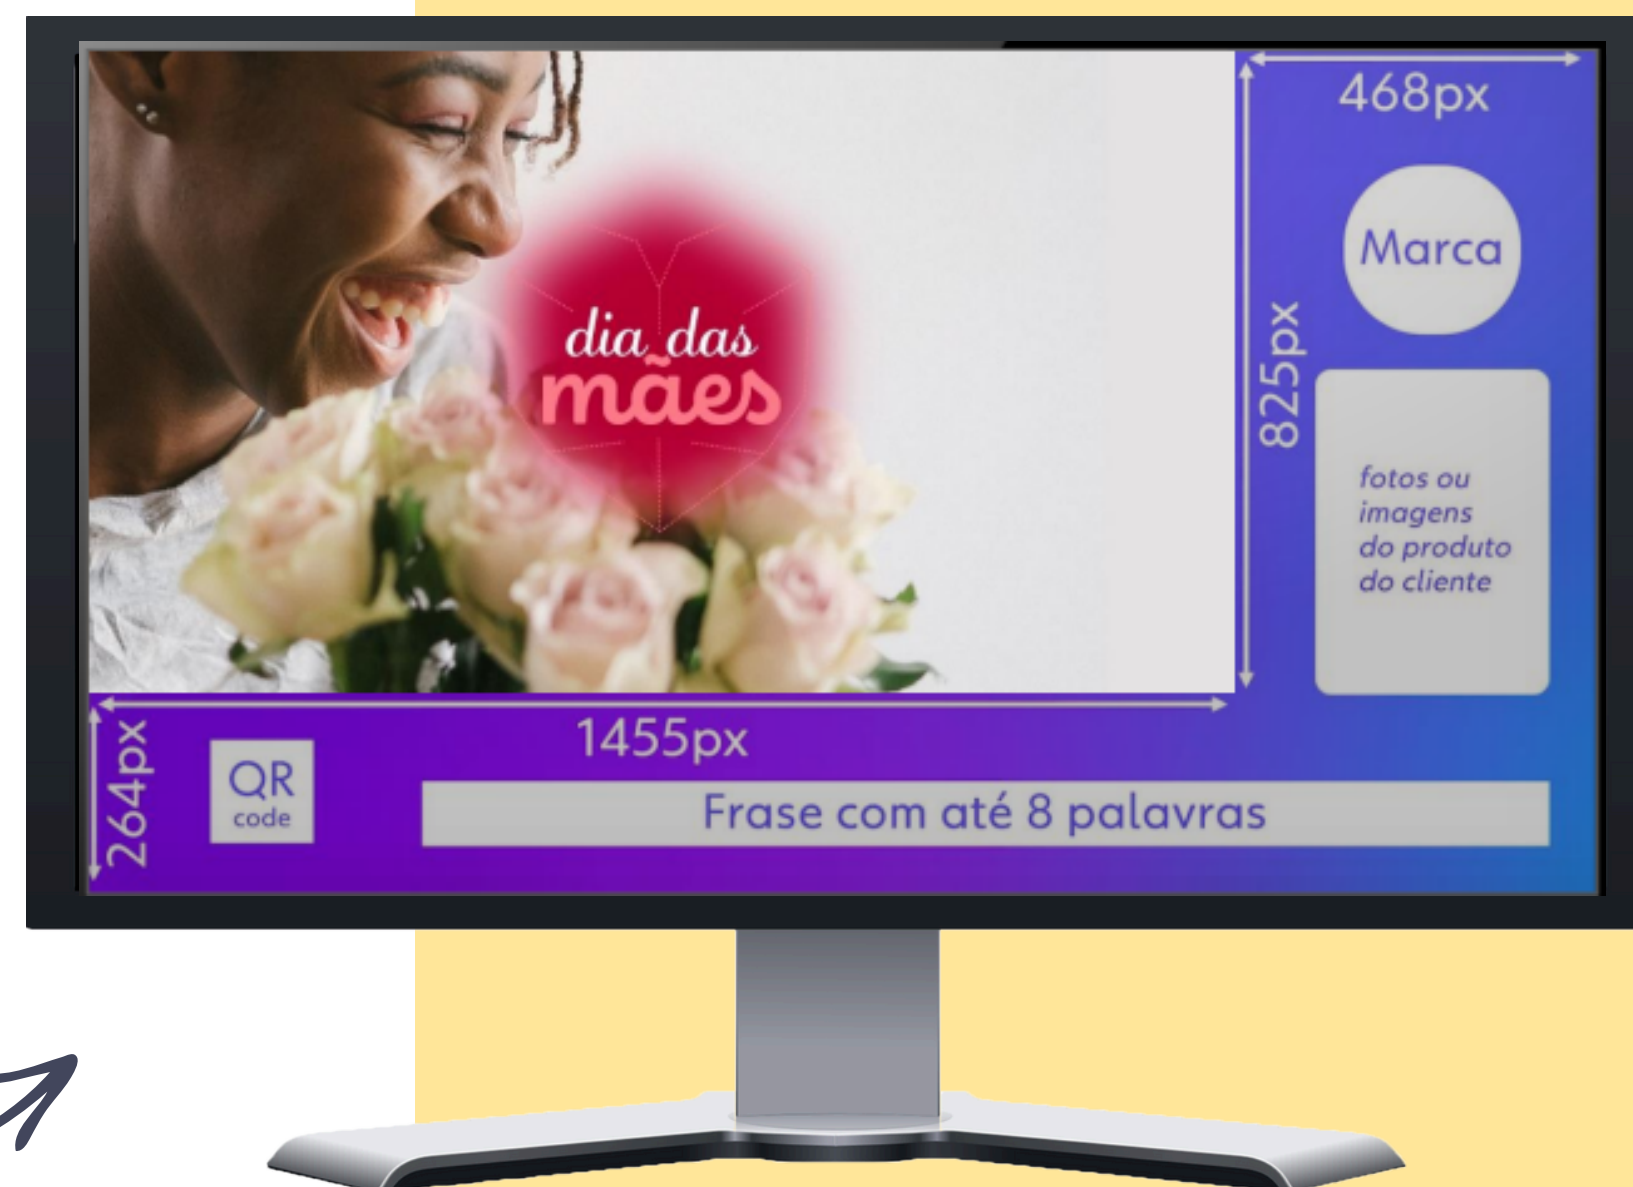 468px
Marca
825px
dia das
mães
fotos ou
imagens
do produto
do cliente
1455px
264px
QR
code
Frase com até 8 palavras